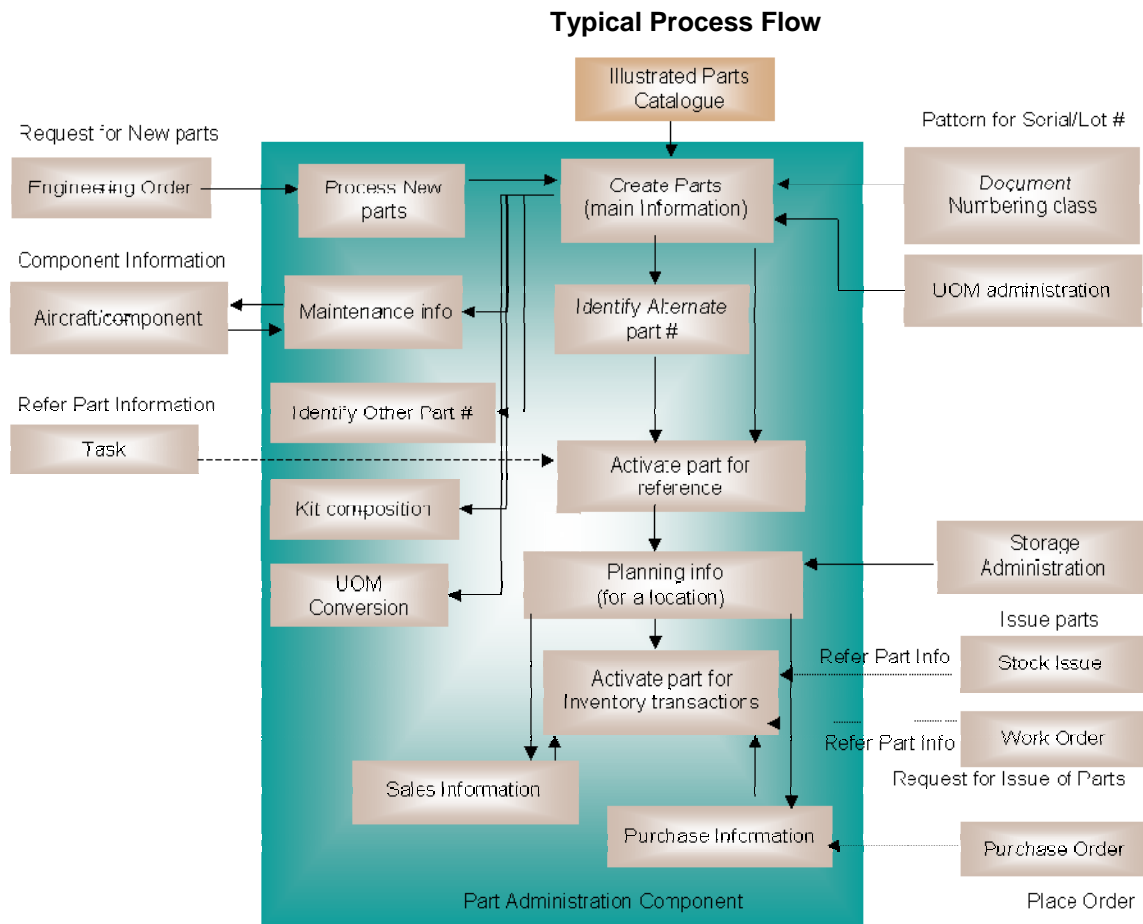 Typical Process Flow
Illustrated Parts
Catalogue
Request for New parts
Pattern for Serial/Lot #
Engineering Order
Process New
parts
Create Parts
(main Information)
Document
Numbering class
Component Information
UOM administration
Aircraft/component
Maintenance info
Identify Alternate
part #
Refer Part Information
Identify Other Part #
Task
Activate part for
reference
Kit composition
Storage
Administration
UOM
Conversion
Planning info
(for a location)
Issue parts
Refer Part Info
Stock Issue
Activate part for
Inventory transactions
Refer Part Info
Work Order
Sales Information
Request for Issue of Parts
Purchase Information
Purchase Order
Part Administration Component
Place Order